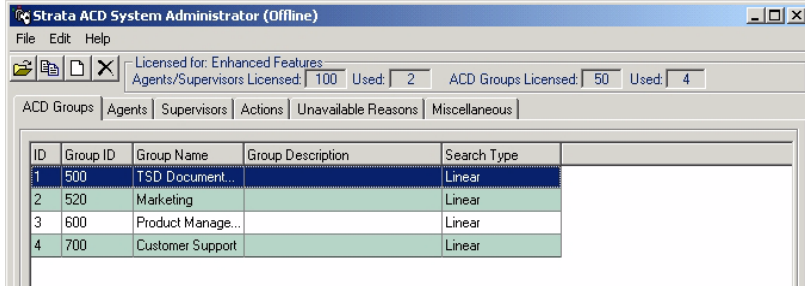 Strata ACD System Administrator (Offline)
File Edit Help
Licensed for: Enhanced Features
Agents/Supervisors Licensed: 100 Used: 2 ACD Groups Licensed: 50 Used: 4
ACD Groups Agents Supervisors Actions Unavailable Reasons Miscellaneous
ID Group ID Group Name Group Description Search Type
1 500 TSD Document... Linear
2 520 Marketing Linear
3 600 Product Manage... Linear
4 700 Customer Support Linear